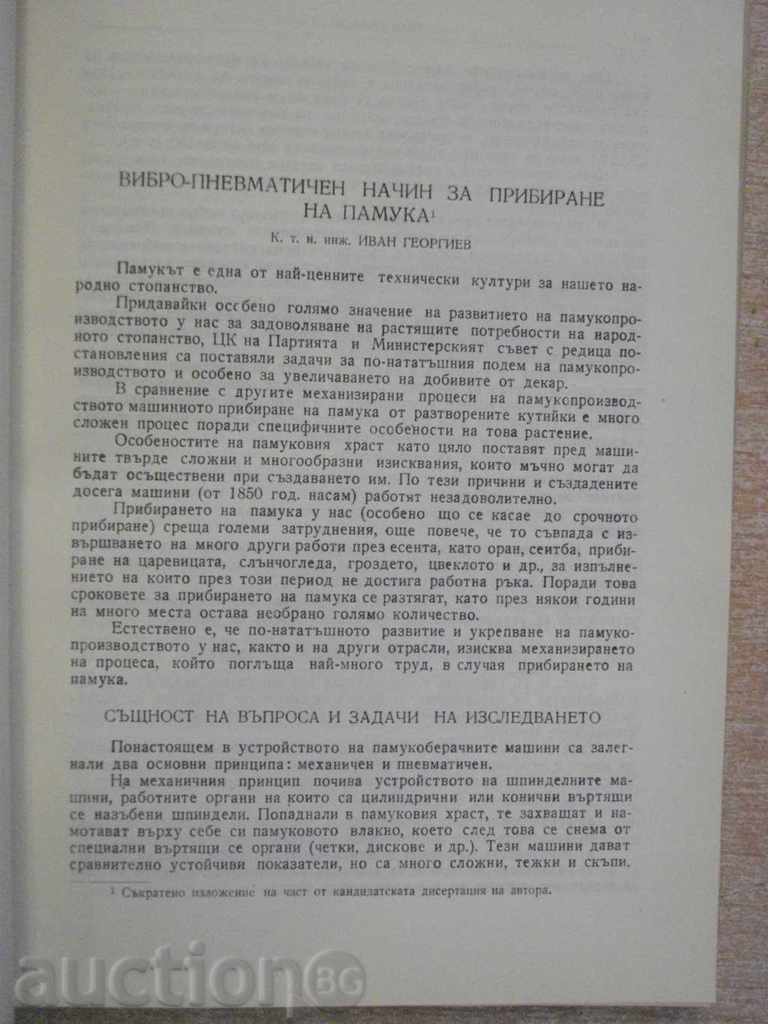 ВИБРО-ПНЕВМАТИЧЕН НАЧИН ЗА ПРИБИРАНЕ
НА ПАМУКА¹
К. т. н. инж. ИВАН ГЕОРГИЕВ
Памукът е една от най-ценните технически култури за нашето на-
родно стопанство.
Придавайки особено голямо значение на развитието на памукопро-
изводството у нас за задоволяване на растящите потребности на народ-
ното стопанство, ЦК на Партията и Министерският съвет с редица по-
становления са поставяли задачи за по-нататъшния подем на памукопро-
изводството и особено за увеличаването на добивите от декар.
В сравнение с другите механизирани процеси на памукопроизвод-
ството машинното прибиране на памука от разтворените кутийки е много
сложен процес поради специфичните особености на това растение.
Особеностите на памуковия храст като цяло поставят пред маши-
ните твърде сложни и многообразни изисквания, които мъчно могат да
бъдат осъществени при създаването им. По тези причини и създадените
досега машини (от 1850 год. насам) работят незадоволително.
Прибирането на памука у нас (особено що се касае до срочното
прибиране) среща големи затруднения, още повече, че то съвпада с из-
вършването на много други работи през есента, като оран, сеитба, приби-
ране на царевицата, слънчогледа, гроздето, цвеклото и др., за изпълне-
нието на които през този период не достига работна ръка. Поради това
сроковете за прибирането на памука се разтягат, като през някои години
на много места остава необрано голямо количество.
Естествено е, че по-нататъшното развитие и укрепване на памуко-
производството у нас, както и на други отрасли, изисква механизирането
на процеса, който поглъща най-много труд, в случая прибирането на
памука.
СЪЩНОСТ НА ВЪПРОСА И ЗАДАЧИ НА ИЗСЛЕДВАНЕТО
Понастоящем в устройството на памукоберачните машини са залег-
нали два основни принципа: механичен и пневматичен.
На механичния принцип почива устройството на шпинделните ма-
шини, работните органи на които са цилиндрични или конични въртящи
се назъбени шпиндели. Попаднали в памуковия храст, те захващат и на-
мотават върху себе си памуковото влакно, което след това се снема от
специални въртящи се органи (четки, дискове и др.). Тези машини дават
сравнително устойчиви показатели, но са много сложни, тежки и скъпи.
¹ Съкратено изложение на част от кандидатската дисертация на автора.
auction BG